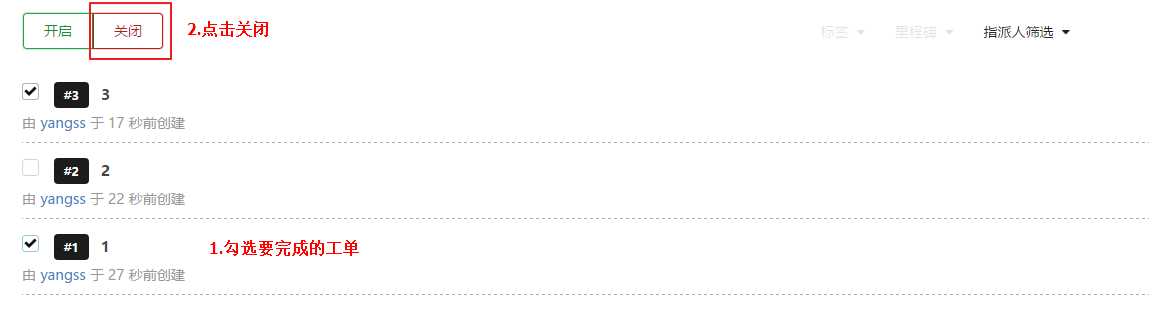 开启 关闭 2.点击关闭 标签 里程碑 指派人筛选
#3 3
由 yangss 于 17 秒前创建
#2 2
由 yangss 于 22 秒前创建
#1 1 1.勾选要完成的工单
由 yangss 于 27 秒前创建